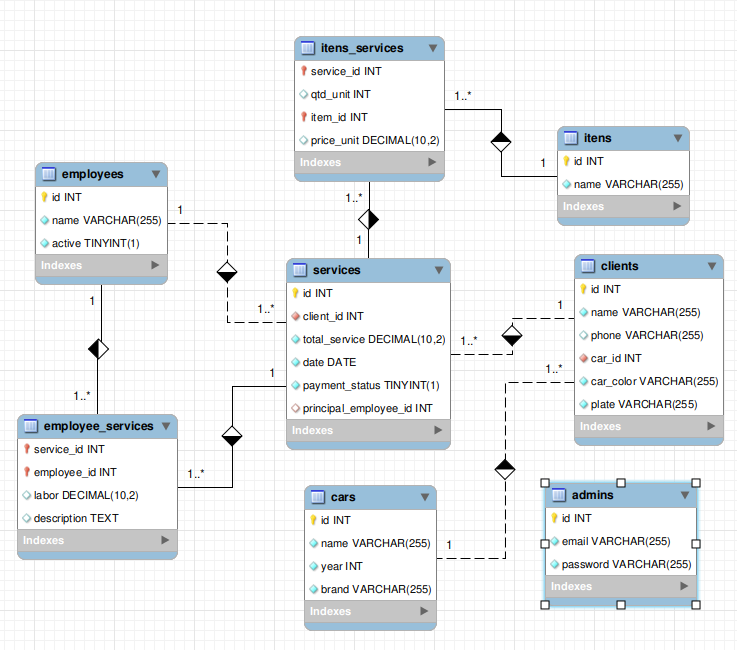 itens_services
service_id INT
qtd_unit INT
item_id INT
price_unit DECIMAL(10,2)
Indexes
1..*
1
itens
id INT
name VARCHAR(255)
Indexes
employees
id INT
name VARCHAR(255)
active TINYINT(1)
Indexes
1
1..*
1..*
1
services
id INT
client_id INT
total_service DECIMAL(10,2)
date DATE
payment_status TINYINT(1)
principal_employee_id INT
Indexes
1
1..*
clients
id INT
name VARCHAR(255)
phone VARCHAR(255)
car_id INT
car_color VARCHAR(255)
plate VARCHAR(255)
Indexes
1
1..*
1
1..*
employee_services
service_id INT
employee_id INT
labor DECIMAL(10,2)
description TEXT
Indexes
cars
id INT
name VARCHAR(255)
year INT
brand VARCHAR(255)
Indexes
1
1..*
admins
id INT
email VARCHAR(255)
password VARCHAR(255)
Indexes